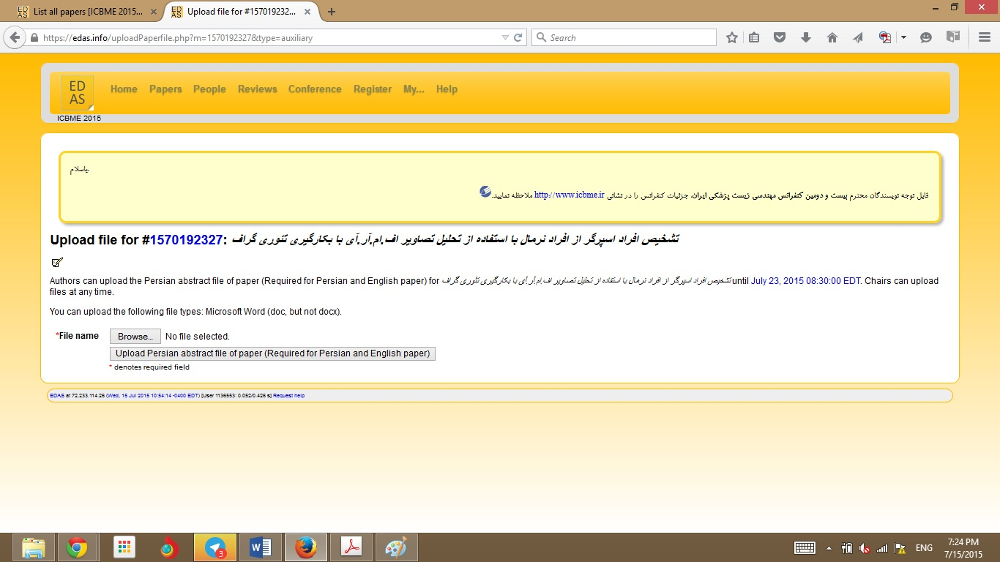 List all papers [ICBME 2015...
Upload file for #157019232...
https://edas.info/uploadPaperfile.php?m=1570192327&type=auxiliary
Search
ED
AS
Home Papers People Reviews Conference Register My... Help
ICBME 2015
باسلام.
قابل توجه نویسندگان محترم بیست و دومین کنفرانس مهندسی زیست پزشکی ایران، جزئیات کنفرانس را در نشانی http://www.icbme.ir ملاحظه نمایید.
Upload file for #1570192327: تشخیص افراد اسپرگر از افراد نرمال با استفاده از تحلیل تصاویر اف.ام.آر.آی با بکارگیری تئوری گراف
Authors can upload the Persian abstract file of paper (Required for Persian and English paper) for تشخیص افراد اسپرگر از افراد نرمال با استفاده از تحلیل تصاویر اف.ام.آر.آی با بکارگیری تئوری گراف until July 23, 2015 08:30:00 EDT. Chairs can upload
files at any time.
You can upload the following file types: Microsoft Word (doc, but not docx).
*File name Browse... No file selected.
Upload Persian abstract file of paper (Required for Persian and English paper)
* denotes required field
EDAS at 72.233.114.26 (Wed, 15 Jul 2015 10:54:14 -0400 EDT) [User 1136553: 0.052/0.426 s] Request help
3
ENG
7:24 PM
7/15/2015